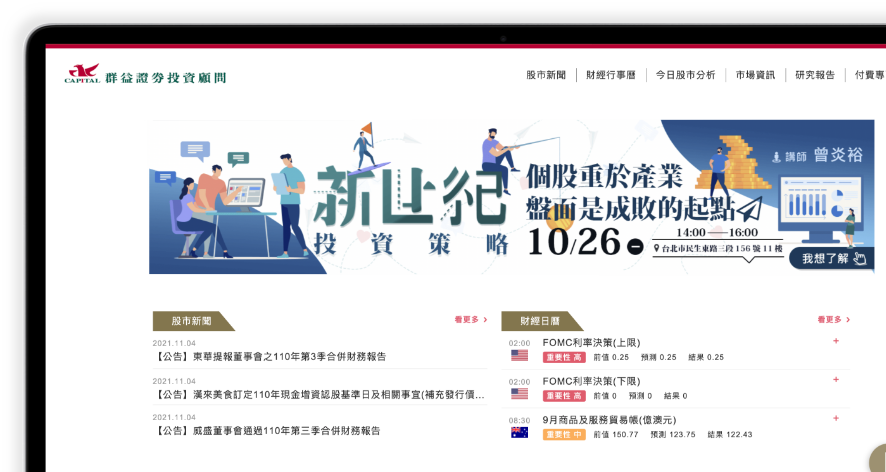 CAPITAL 群益證券投資顧問
股市新聞 財經行事曆 今日股市分析 市場資訊 研究報告 付費專
新世紀
投資策略
個股重於產業
盤面是成敗的起點
10/26 一 14:00——16:00
台北市民生東路三段156號11樓
講師 曾炎裕
我想了解
股市新聞 看更多 >
2021.11.04
【公告】東華提報董事會之110年第3季合併財務報告
2021.11.04
【公告】漢來美食訂定110年現金增資認股基準日及相關事宜(補充發行價...
2021.11.04
【公告】威盛董事會通過110年第三季合併財務報告
財經日曆 看更多 >
02:00 FOMC利率決策(上限) +
重要性 高 前值 0.25 預測 0.25 結果 0.25
02:00 FOMC利率決策(下限) +
重要性 高 前值 0 預測 0 結果 0
08:30 9月商品及服務貿易帳(億澳元) +
重要性 中 前值 150.77 預測 123.75 結果 122.43